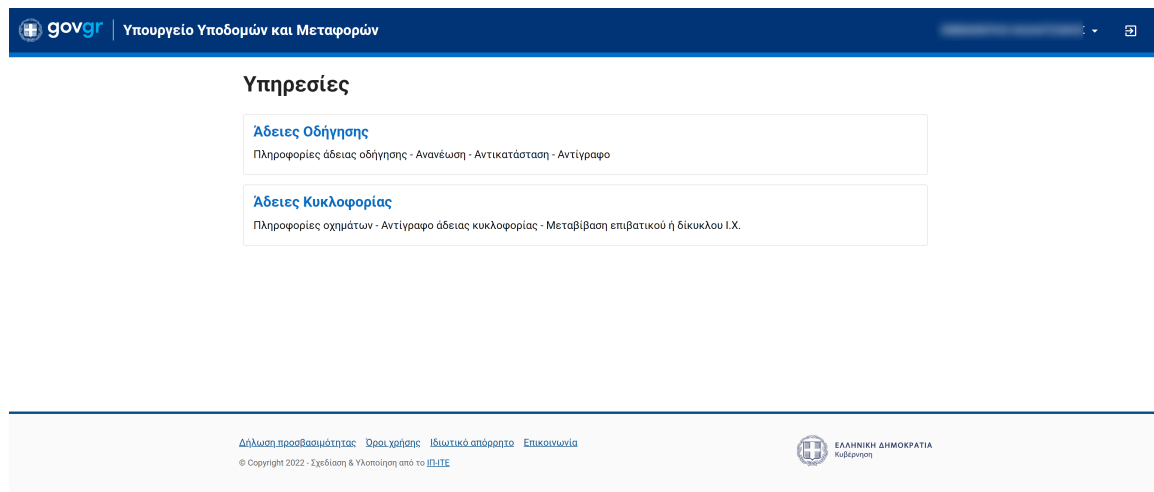 govgr Υπουργείο Υποδομών και Μεταφορών
Υπηρεσίες
Άδειες Οδήγησης
Πληροφορίες άδειας οδήγησης - Ανανέωση - Αντικατάσταση - Αντίγραφο
Άδειες Κυκλοφορίας
Πληροφορίες οχημάτων - Αντίγραφο άδειας κυκλοφορίας - Μεταβίβαση επιβατικού ή δίκυκλου Ι.Χ.
Δήλωση προσβασιμότητας Όροι χρήσης Ιδιωτικό απόρρητο Επικοινωνία
© Copyright 2022 - Σχεδίαση & Υλοποίηση από το ΙΠ-ΙΤΕ
ΕΛΛΗΝΙΚΗ ΔΗΜΟΚΡΑΤΙΑ
Κυβέρνηση